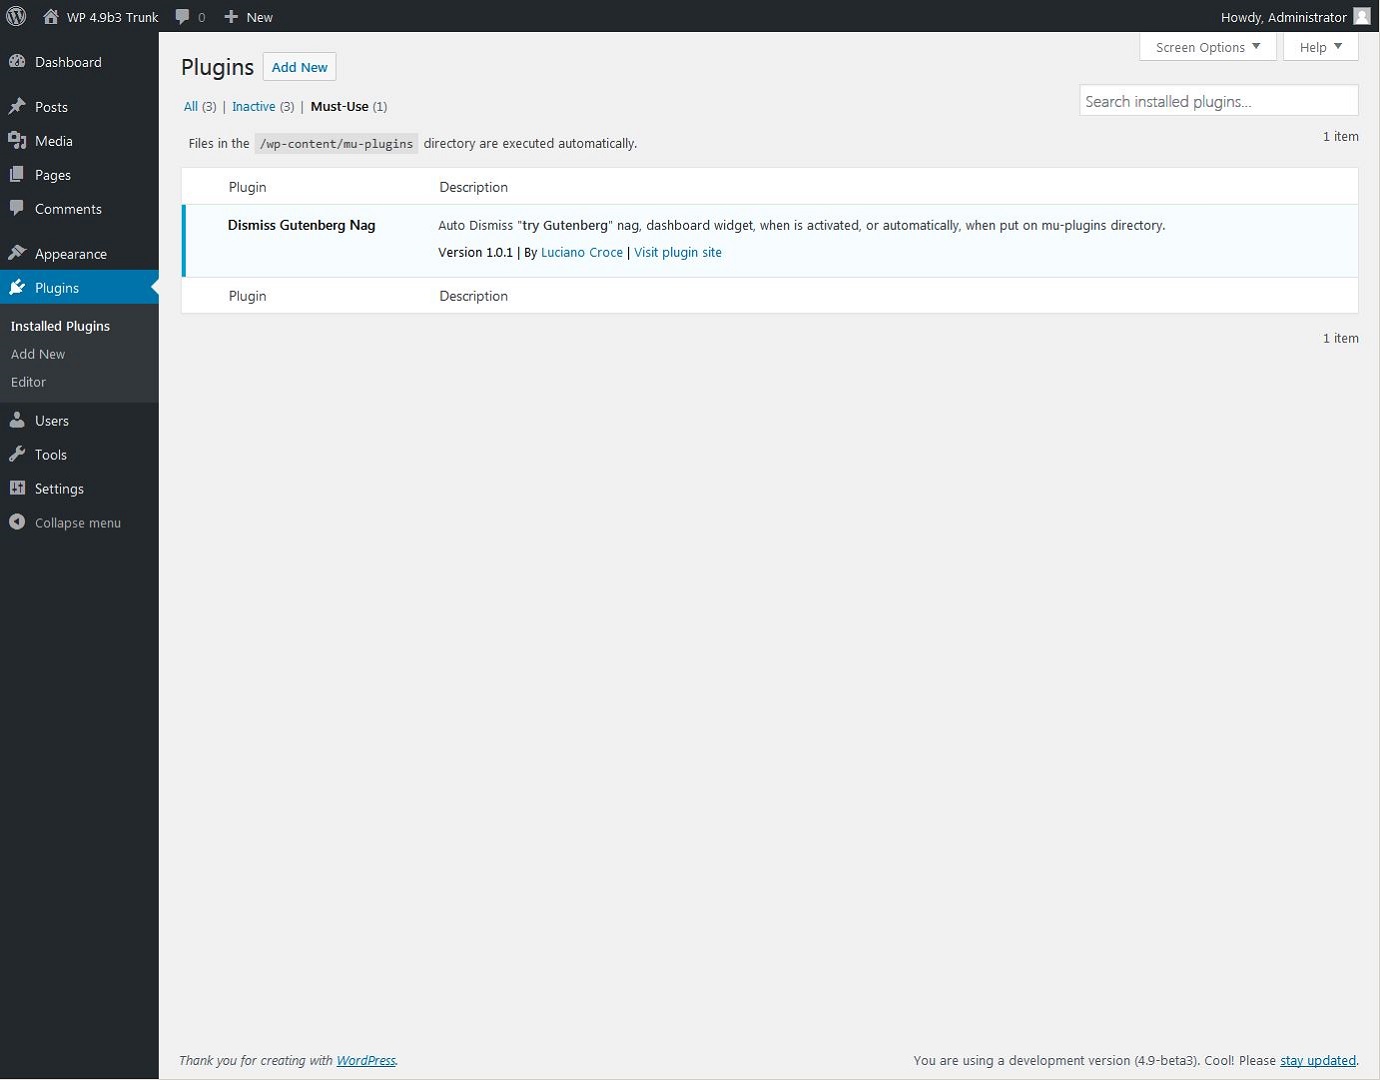 WP 4.9b3 Trunk 0 New Howdy, Administrator
Screen Options Help
Dashboard
Posts
Media
Pages
Comments
Appearance
Plugins
Installed Plugins
Add New
Editor
Users
Tools
Settings
Collapse menu
Plugins Add New
All (3) | Inactive (3) | Must-Use (1)
Search installed plugins...
Files in the /wp-content/mu-plugins directory are executed automatically.
1 item
Plugin Description
Dismiss Gutenberg Nag Auto Dismiss "try Gutenberg" nag, dashboard widget, when is activated, or automatically, when put on mu-plugins directory.
Version 1.0.1 | By Luciano Croce | Visit plugin site
Plugin Description
1 item
Thank you for creating with WordPress. You are using a development version (4.9-beta3). Cool! Please stay updated.